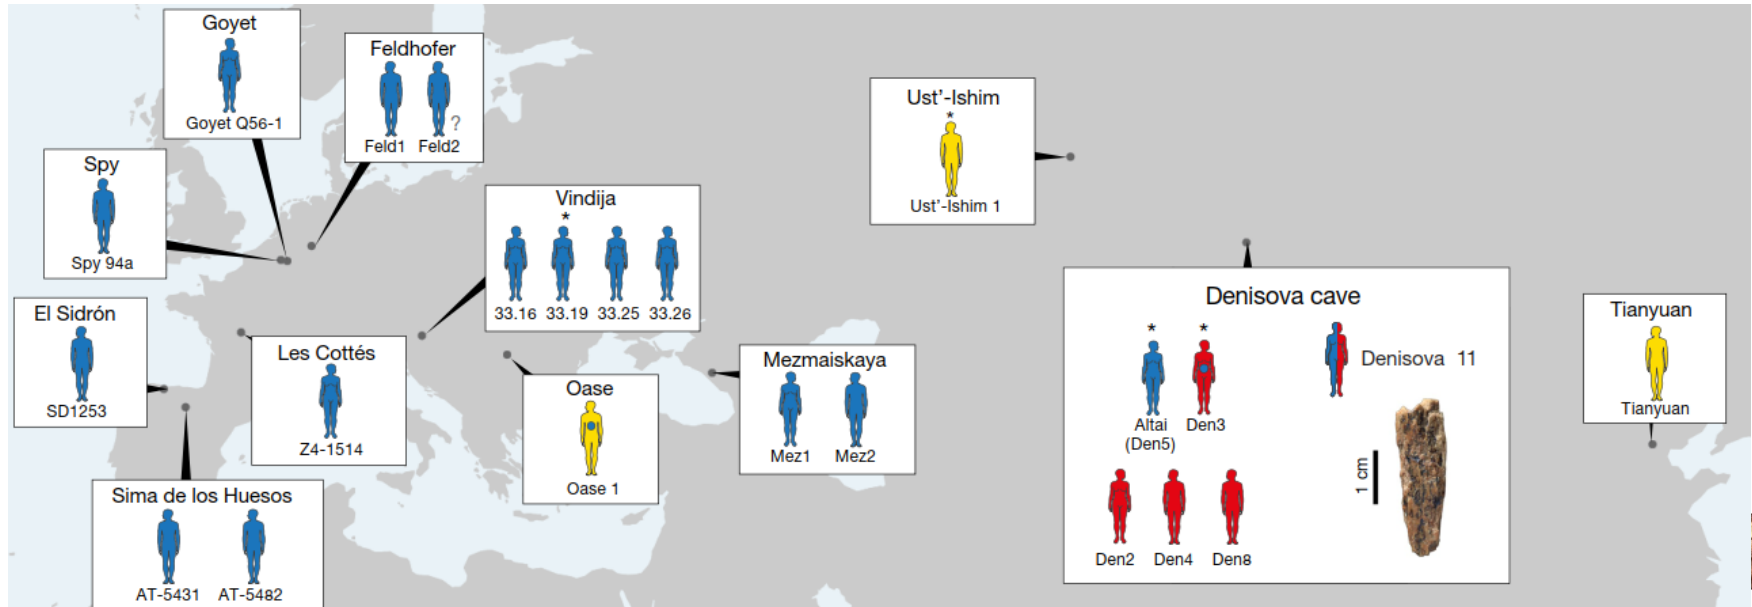 Goyet
Goyet Q56-1
Feldhofer
?
Feld1 Feld2
Spy
Spy 94a
Ust'-Ishim
*
Ust'-Ishim 1
Vindija
*
33.16 33.19 33.25 33.26
El Sidrón
SD1253
Les Cottés
Z4-1514
Oase
Oase 1
Mezmaiskaya
Mez1 Mez2
Sima de los Huesos
AT-5431 AT-5482
Denisova cave
* *
Denisova 11
Altai Den3
(Den5)
1 cm
Den2 Den4 Den8
Tianyuan
Tianyuan